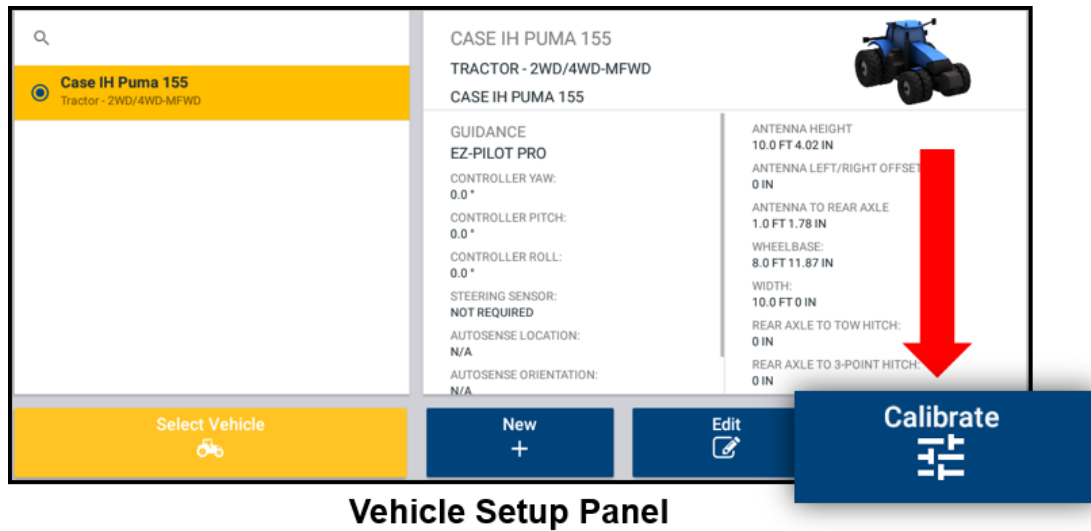 Case IH Puma 155
Tractor - 2WD/4WD-MFWD
CASE IH PUMA 155
TRACTOR - 2WD/4WD-MFWD
CASE IH PUMA 155
GUIDANCE
EZ-PILOT PRO
CONTROLLER YAW:
0.0 °
CONTROLLER PITCH:
0.0 °
CONTROLLER ROLL:
0.0 °
STEERING SENSOR:
NOT REQUIRED
AUTOSENSE LOCATION:
N/A
AUTOSENSE ORIENTATION:
N/A
ANTENNA HEIGHT
10.0 FT 4.02 IN
ANTENNA LEFT/RIGHT OFFSET
0 IN
ANTENNA TO REAR AXLE
1.0 FT 1.78 IN
WHEELBASE:
8.0 FT 11.87 IN
WIDTH:
10.0 FT 0 IN
REAR AXLE TO TOW HITCH:
0 IN
REAR AXLE TO 3-POINT HITCH:
0 IN
Select Vehicle
New
Edit
Calibrate
Vehicle Setup Panel